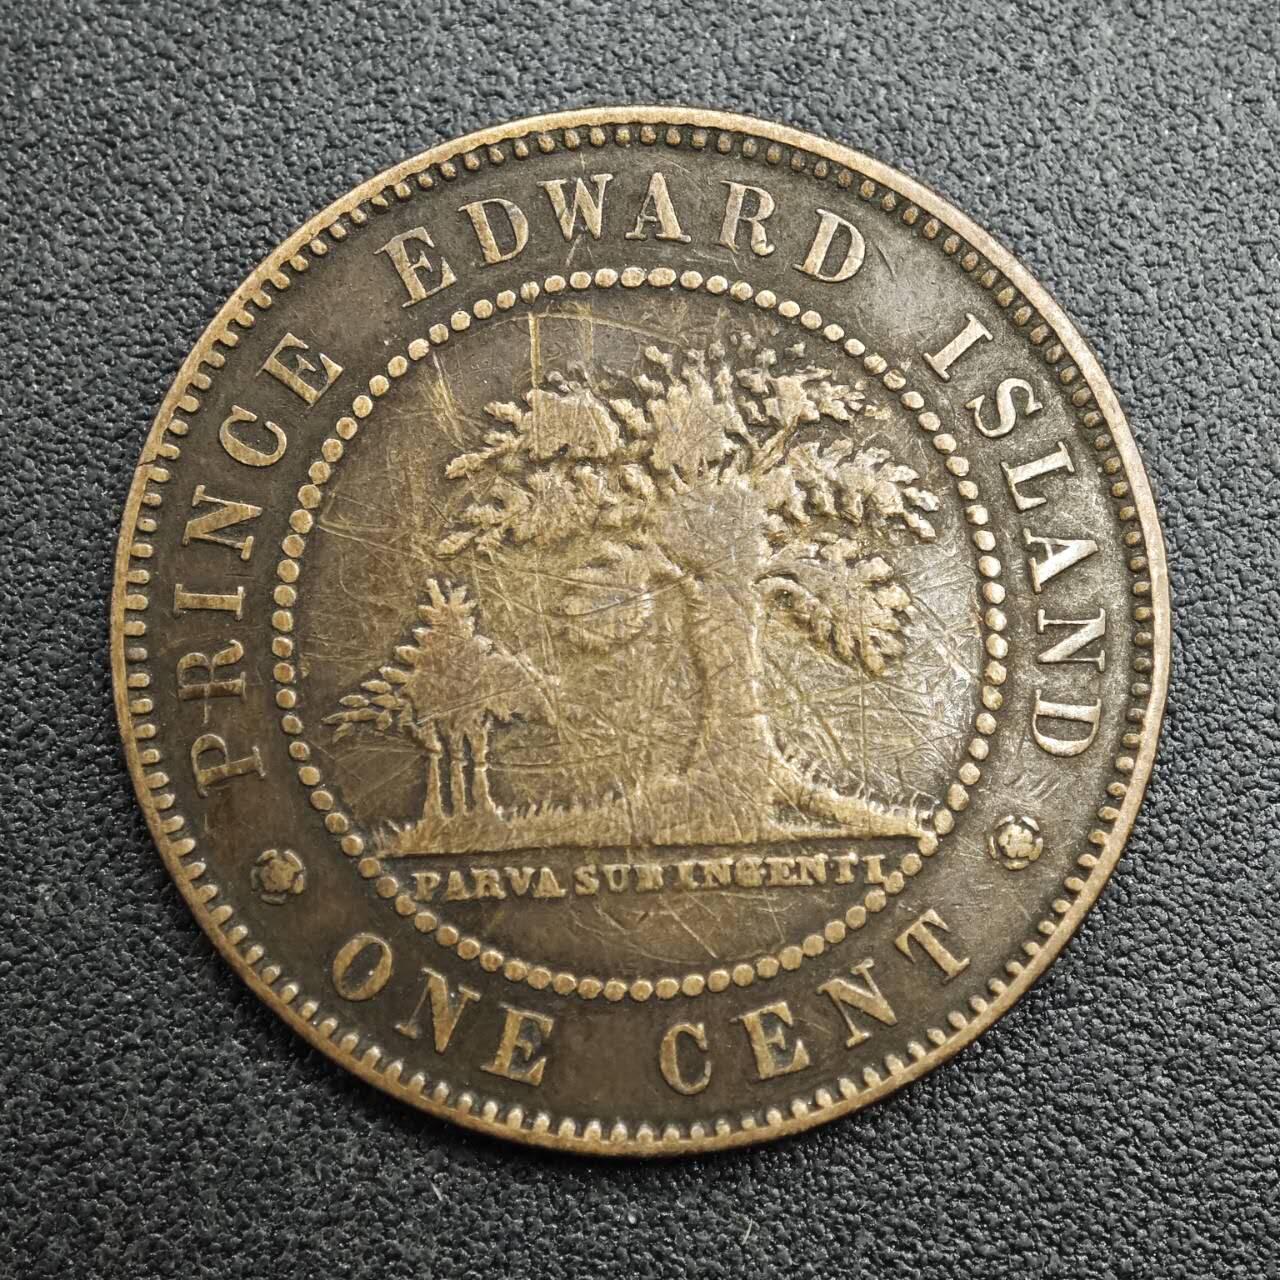 PRINCE EDWARD ISLAND
PARVA SUB INGENTI
ONE CENT